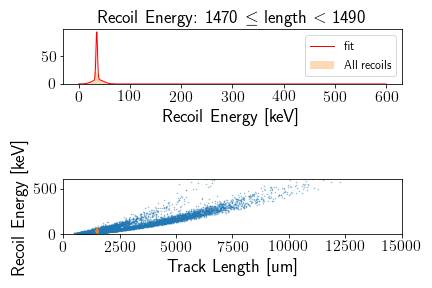 Recoil Energy: 1470 ≤ length < 1490
50
0
fit
All recoils
0 100 200 300 400 500 600
Recoil Energy [keV]
Recoil Energy [keV]
500
0
0 2500 5000 7500 10000 12500 15000
Track Length [um]